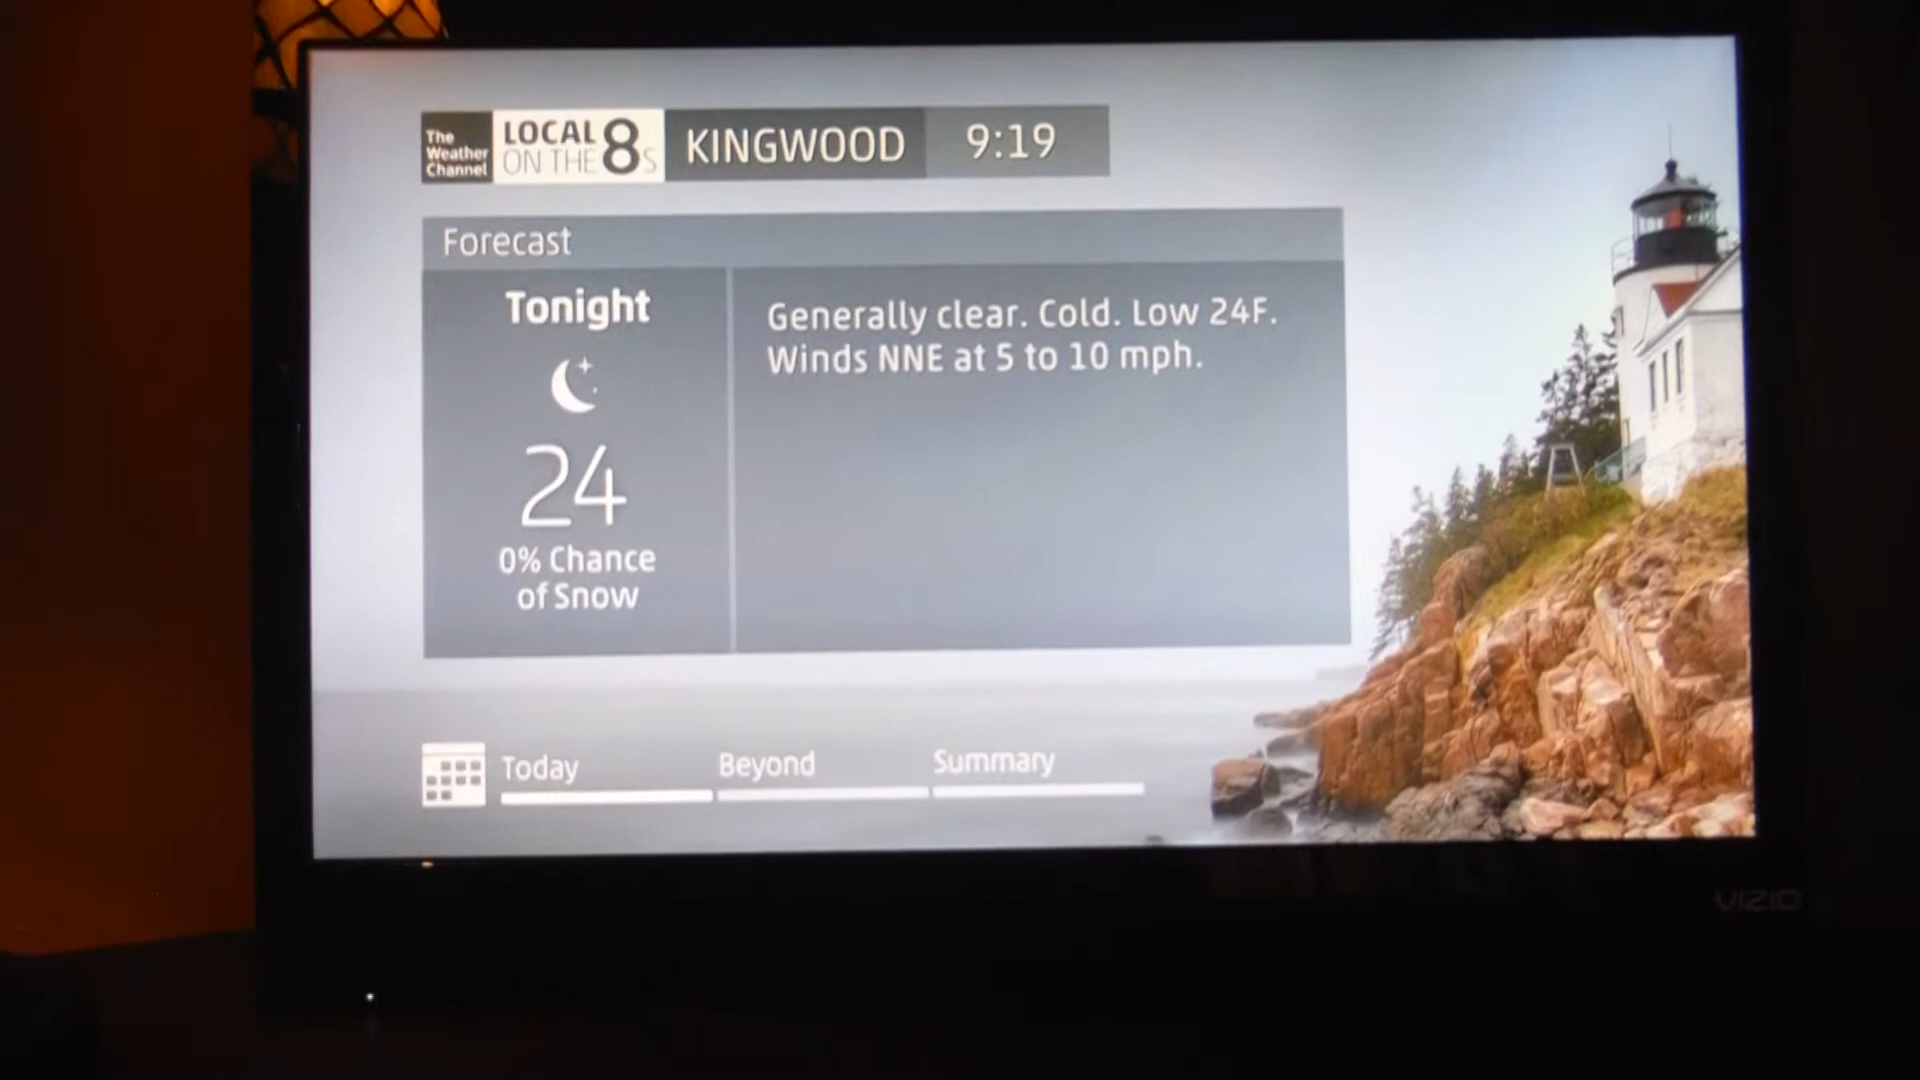 The
Weather
Channel
LOCAL
ON THE 8s
KINGWOOD
9:19
Forecast
Tonight
24
0% Chance
of Snow
Generally clear. Cold. Low 24F.
Winds NNE at 5 to 10 mph.
Today
Beyond
Summary
VIZIO